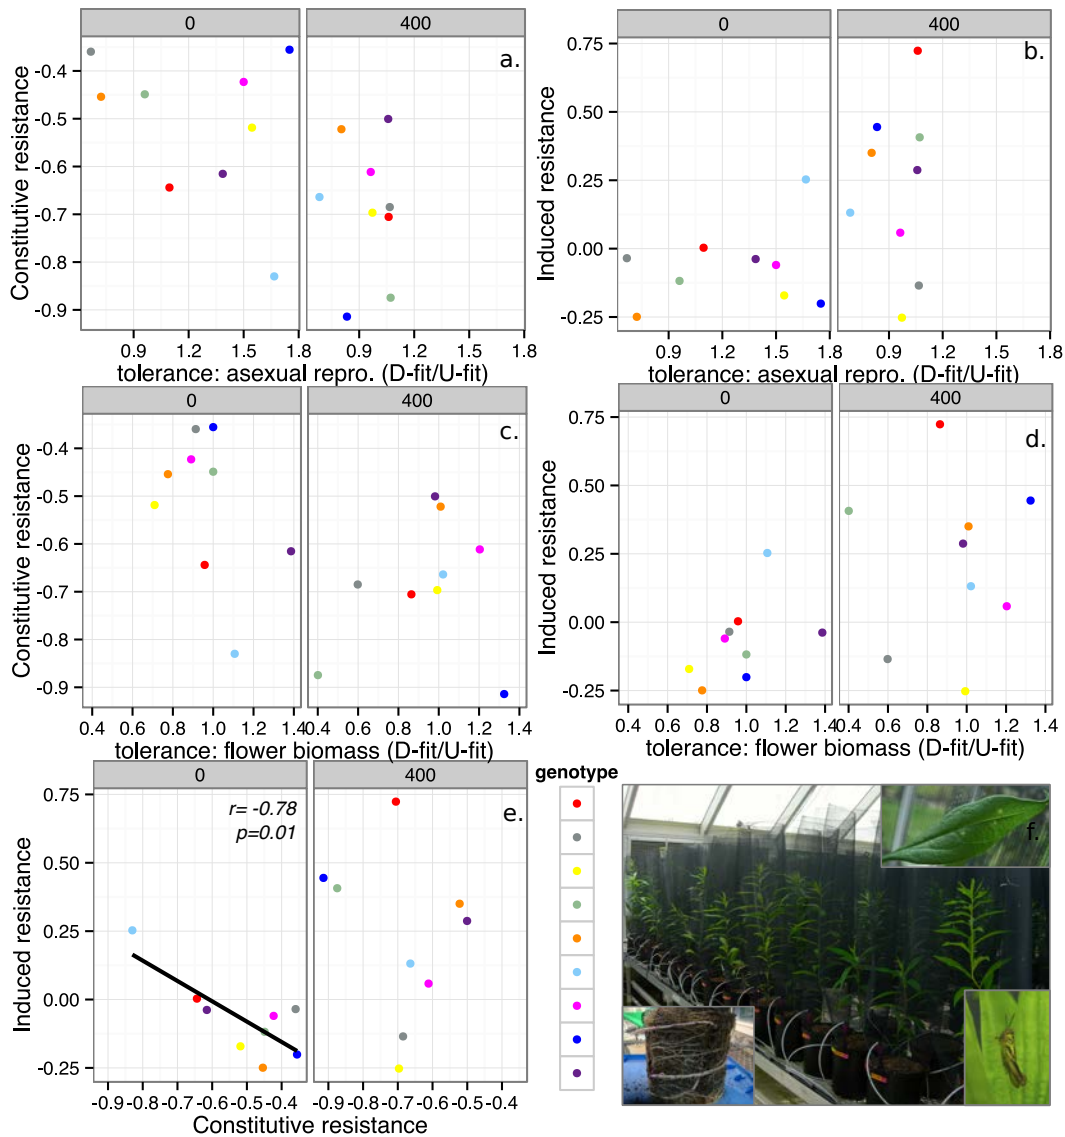 0 400
a.
Constitutive resistance
-0.4
-0.5
-0.6
-0.7
-0.8
-0.9
0.9 1.2 1.5 1.8 0.9 1.2 1.5 1.8
tolerance: asexual repro. (D-fit/U-fit)
0 400
b.
Induced resistance
0.75
0.50
0.25
0.00
-0.25
0.9 1.2 1.5 1.8 0.9 1.2 1.5 1.8
tolerance: asexual repro. (D-fit/U-fit)
0 400
c.
Constitutive resistance
-0.4
-0.5
-0.6
-0.7
-0.8
-0.9
0.4 0.6 0.8 1.0 1.2 1.4 0.4 0.6 0.8 1.0 1.2 1.4
tolerance: flower biomass (D-fit/U-fit)
0 400
d.
Induced resistance
0.75
0.50
0.25
0.00
-0.25
0.4 0.6 0.8 1.0 1.2 1.4 0.4 0.6 0.8 1.0 1.2 1.4
tolerance: flower biomass (D-fit/U-fit)
0 400
r= -0.78
p=0.01
e.
Induced resistance
0.75
0.50
0.25
0.00
-0.25
-0.9 -0.8 -0.7 -0.6 -0.5 -0.4 -0.9 -0.8 -0.7 -0.6 -0.5 -0.4
Constitutive resistance
genotype
f.